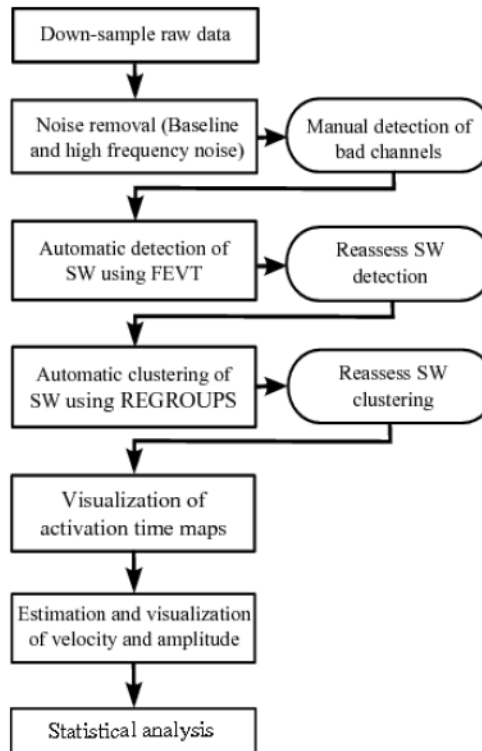 Down-sample raw data
Noise removal (Baseline
and high frequency noise)
Manual detection of
bad channels
Automatic detection of
SW using FEVT
Reassess SW
detection
Automatic clustering of
SW using REGROUPS
Reassess SW
clustering
Visualization of
activation time maps
Estimation and visualization
of velocity and amplitude
Statistical analysis